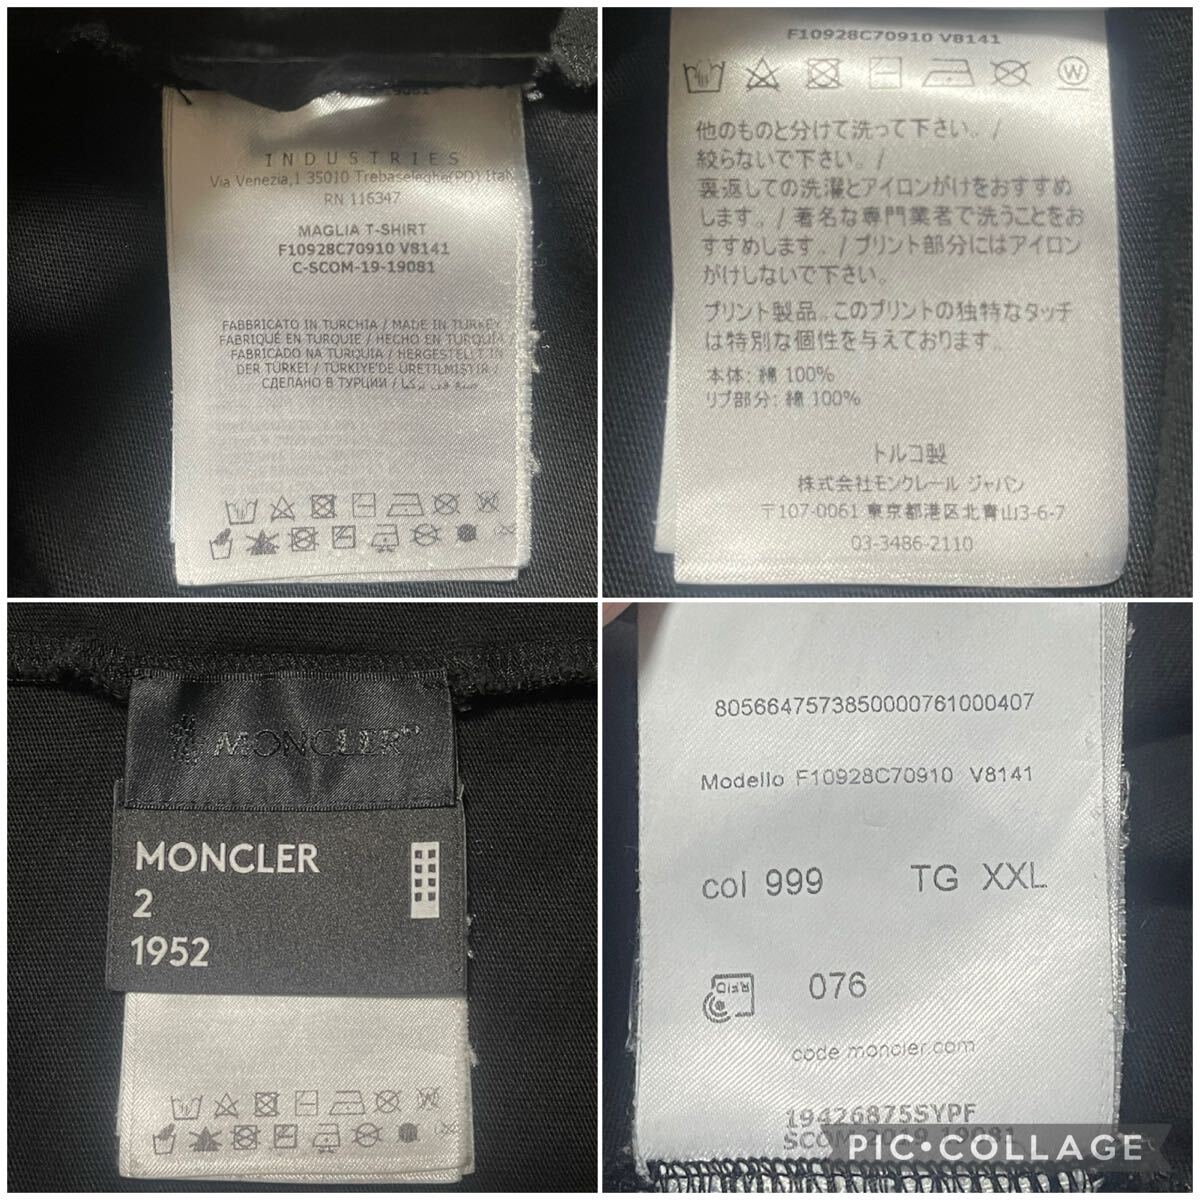 INDUSTRIES
Via Venezia,1 35010 Trebaseleghe(PD) Ital
RN 116347
MAGLIA T-SHIRT
F10928C70910 V8141
C-SCOM-19-19081
FABBRICATO IN TURCHIA / MADE IN TURKEY /
FABRIQUÉ EN TURQUIE / HECHO EN TURQUÍA /
FABRICADO NA TURQUIA / HERGESTELLT IN
DER TÜRKEI / TÜRKİYE'DE ÜRETİLMİŞTİR /
СДЕЛАНО В ТУРЦИИ / صنع في تركيا
F10928C70910 V8141
他のものと分けて洗って下さい。/
絞らないで下さい。/
裏返しての洗濯とアイロンがけをおすすめ
します。/ 著名な専門業者で洗うことをお
すすめします。/ プリント部分にはアイロン
がけしないで下さい。
プリント製品。このプリントの独特なタッチ
は特別な個性を与えております。
本体: 綿 100%
リブ部分: 綿 100%
トルコ製
株式会社モンクレール ジャパン
〒107-0061 東京都港区北青山3-6-7
03-3486-2110
MONCLER
MONCLER
2
1952
8056647573850000761000407
Modello F10928C70910 V8141
col 999 TG XXL
RFID 076
code.moncler.com
19426875SYPF
PIC•COLLAGE